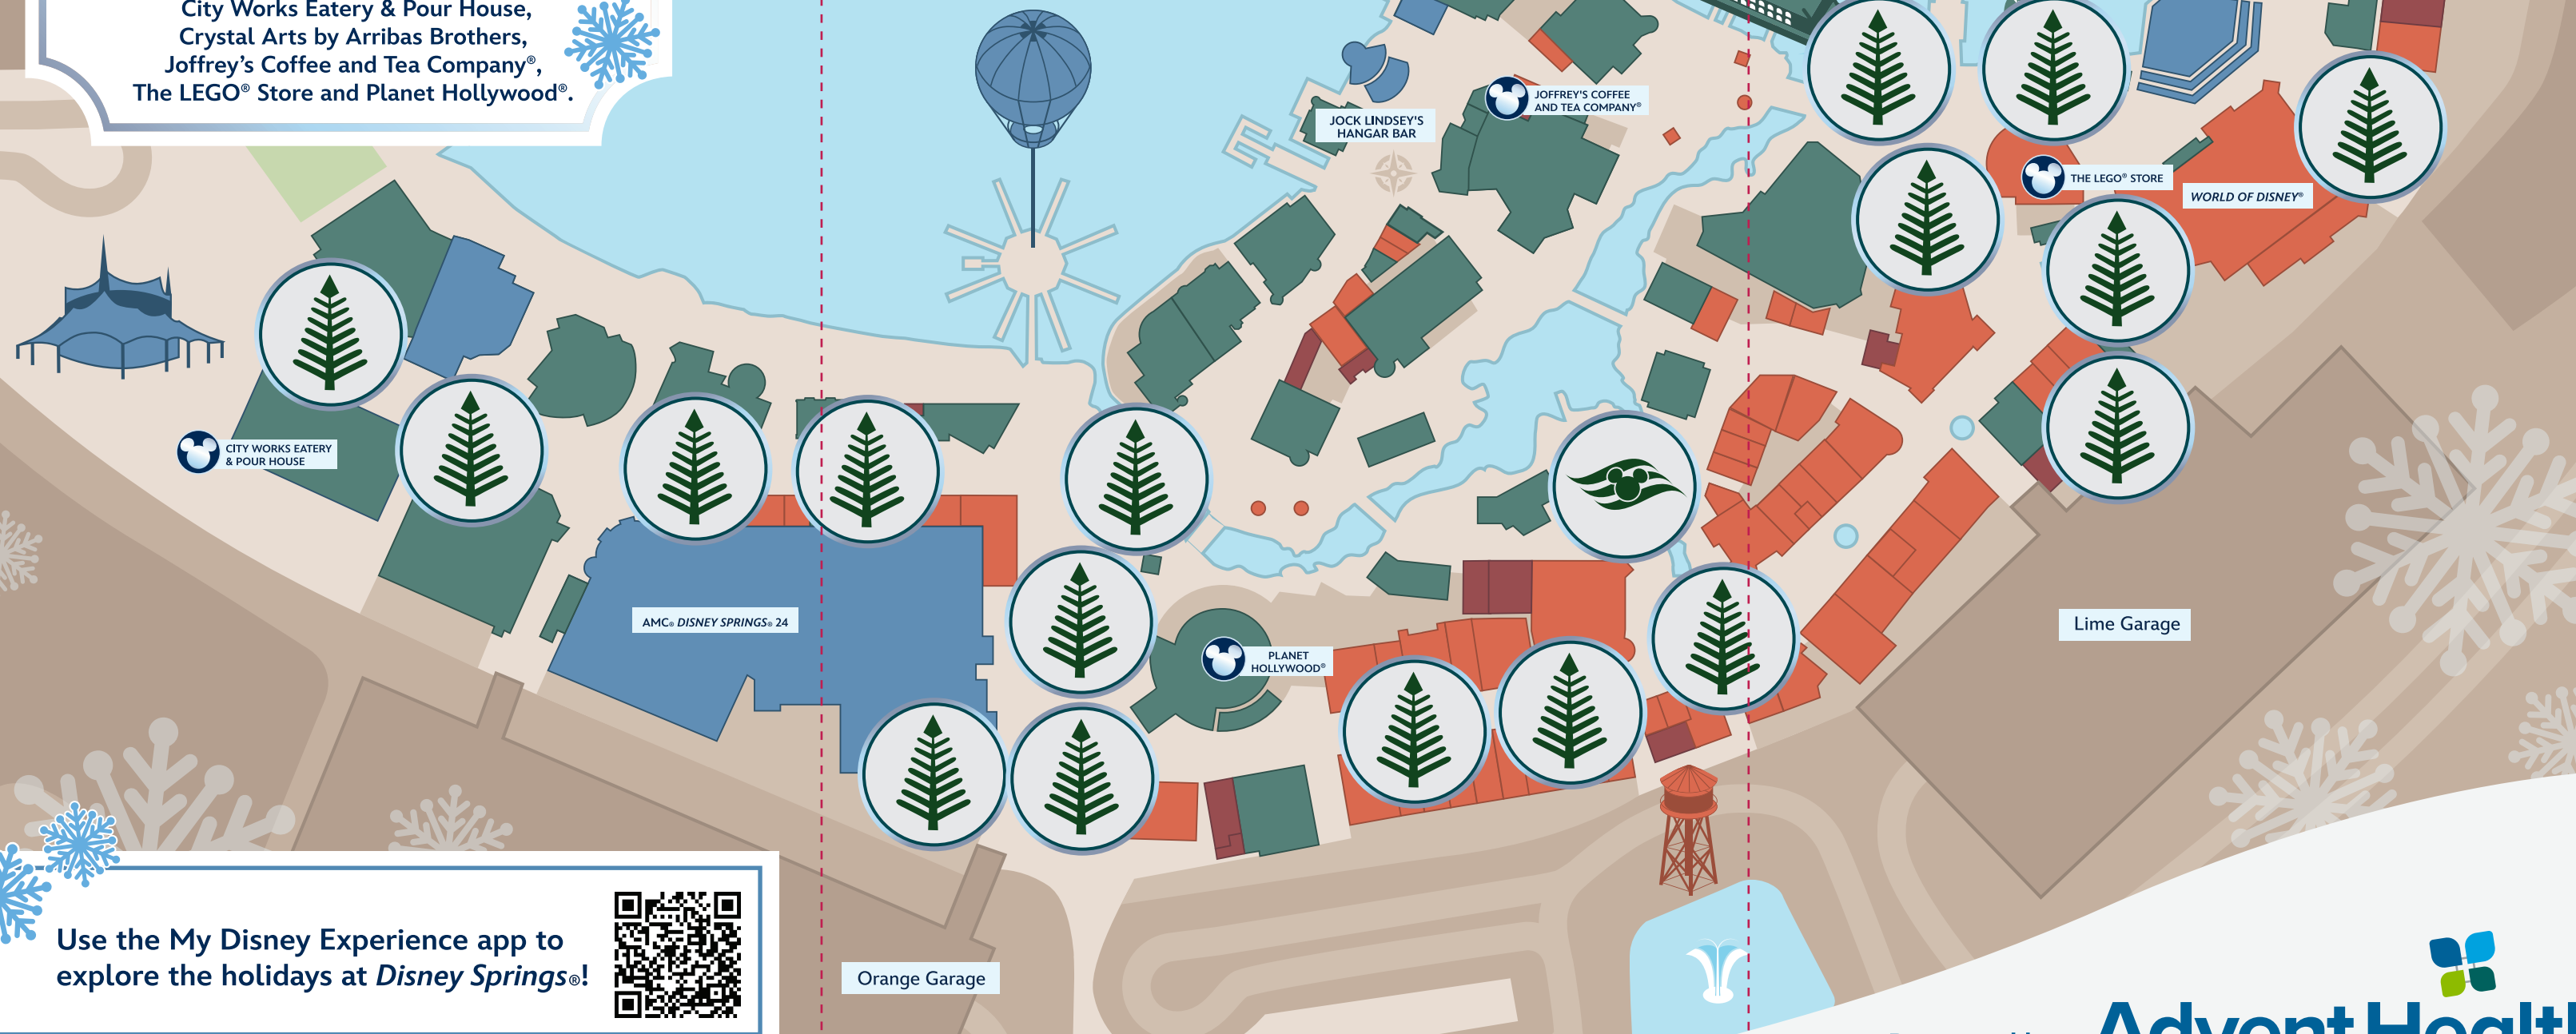 City Works Eatery & Pour House,
Crystal Arts by Arribas Brothers,
Joffrey's Coffee and Tea Company®,
The LEGO® Store and Planet Hollywood®.
JOCK LINDSEY'S
HANGAR BAR
JOFFREY'S COFFEE
AND TEA COMPANY®
THE LEGO® STORE
WORLD OF DISNEY®
CITY WORKS EATERY
& POUR HOUSE
AMC® DISNEY SPRINGS® 24
PLANET
HOLLYWOOD®
Lime Garage
Orange Garage
Use the My Disney Experience app to
explore the holidays at Disney Springs®!